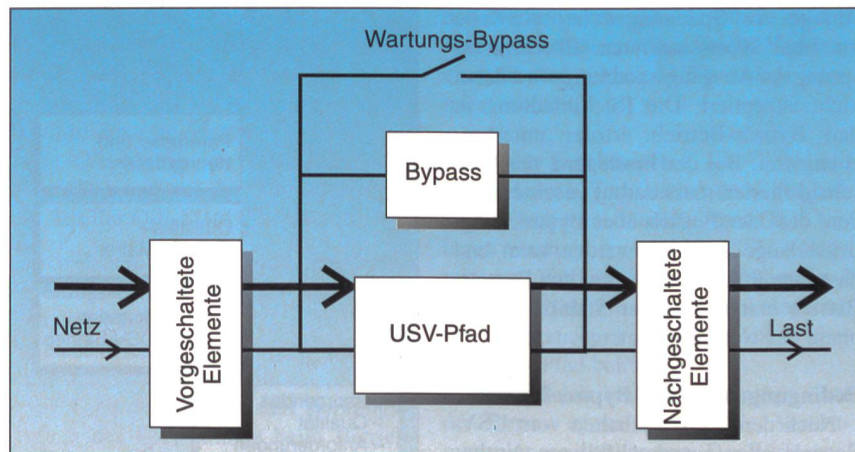 Wartungs-Bypass
Bypass
Vorgeschaltete
Elemente
USV-Pfad
Nachgeschaltete
Elemente
Netz
Last